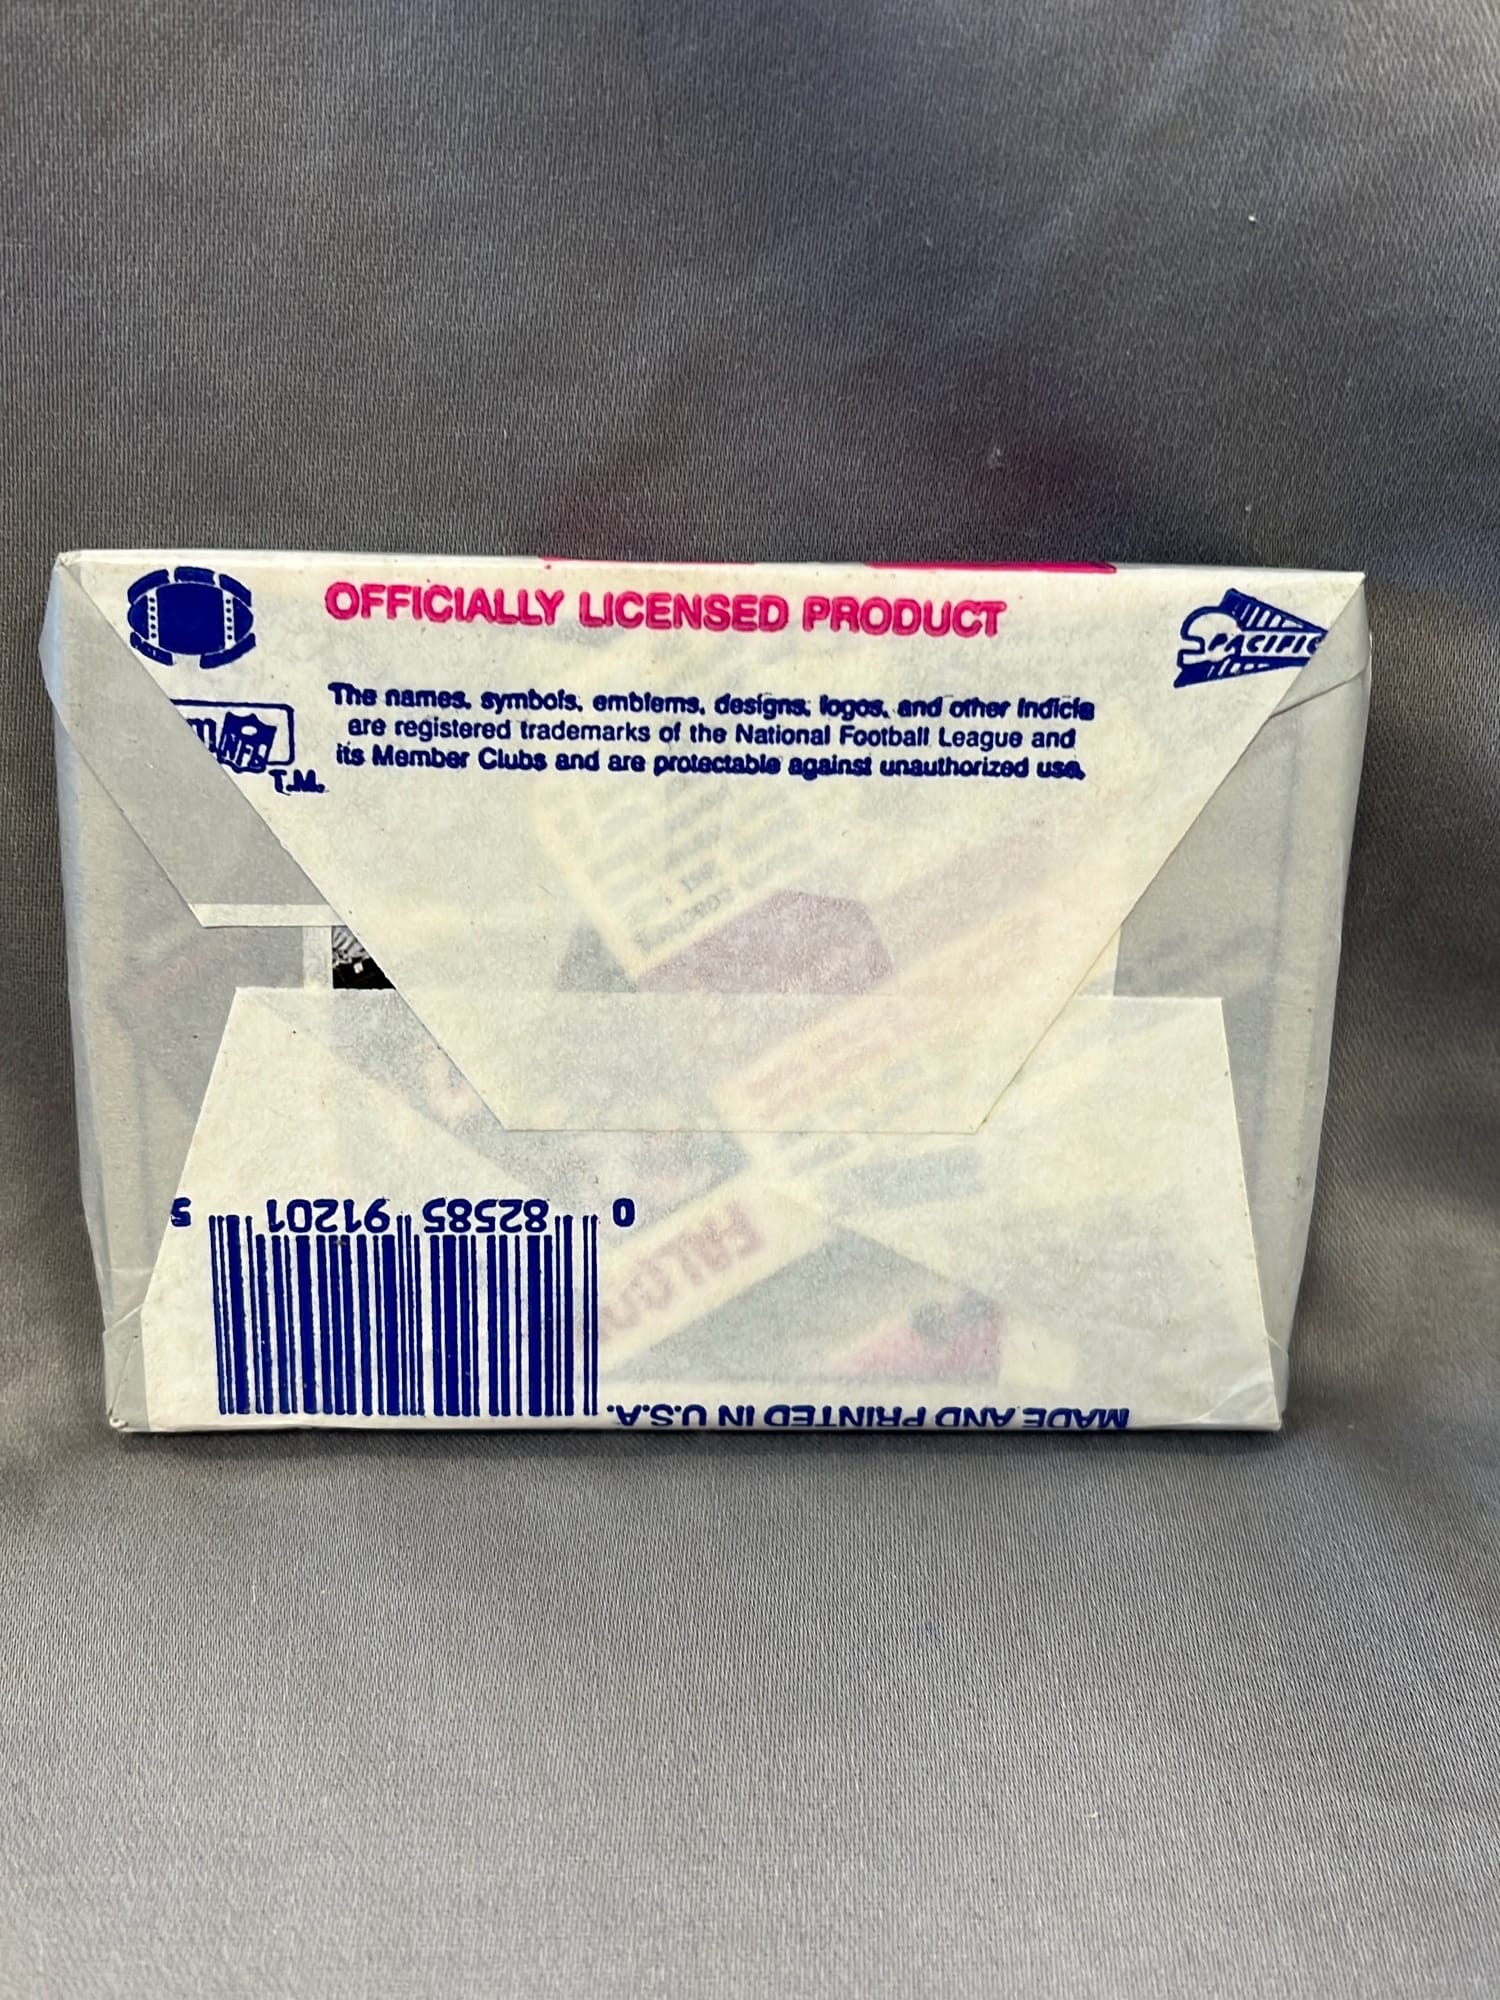 OFFICIALLY LICENSED PRODUCT
PACIFIC
The names, symbols, emblems, designs, logos, and other indicia
are registered trademarks of the National Football League and
its Member Clubs and are protectable against unauthorized use.
NFL
T.M.
0 82585 91201 5
MADE AND PRINTED IN U.S.A.